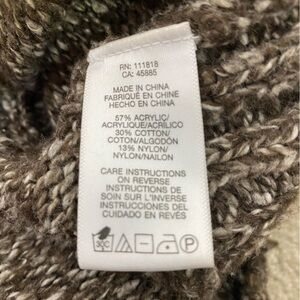 RN: 111818
CA: 45885
MADE IN CHINA
FABRIQUÉ EN CHINE
HECHO EN CHINA
57% ACRYLIC/
ACRYLIQUE/ACRÍLICO
30% COTTON/
COTON/ALGODÓN
13% NYLON/
NYLON/NAILON
CARE INSTRUCTIONS
ON REVERSE
INSTRUCTIONS DE
SOIN SUR L'INVERSE
INSTRUCCIONES DEL
CUIDADO EN REVÉS
30C P